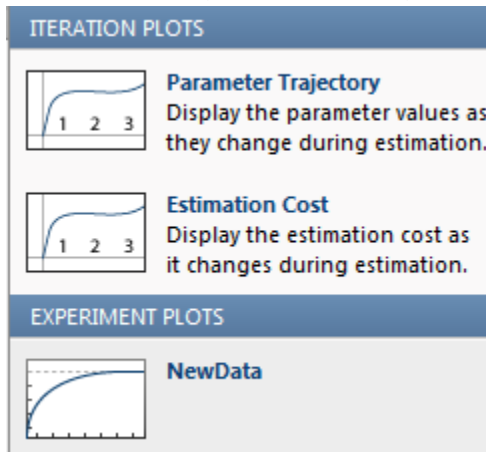 ITERATION PLOTS
1 2 3
Parameter Trajectory
Display the parameter values as
they change during estimation.
1 2 3
Estimation Cost
Display the estimation cost as
it changes during estimation.
EXPERIMENT PLOTS
NewData